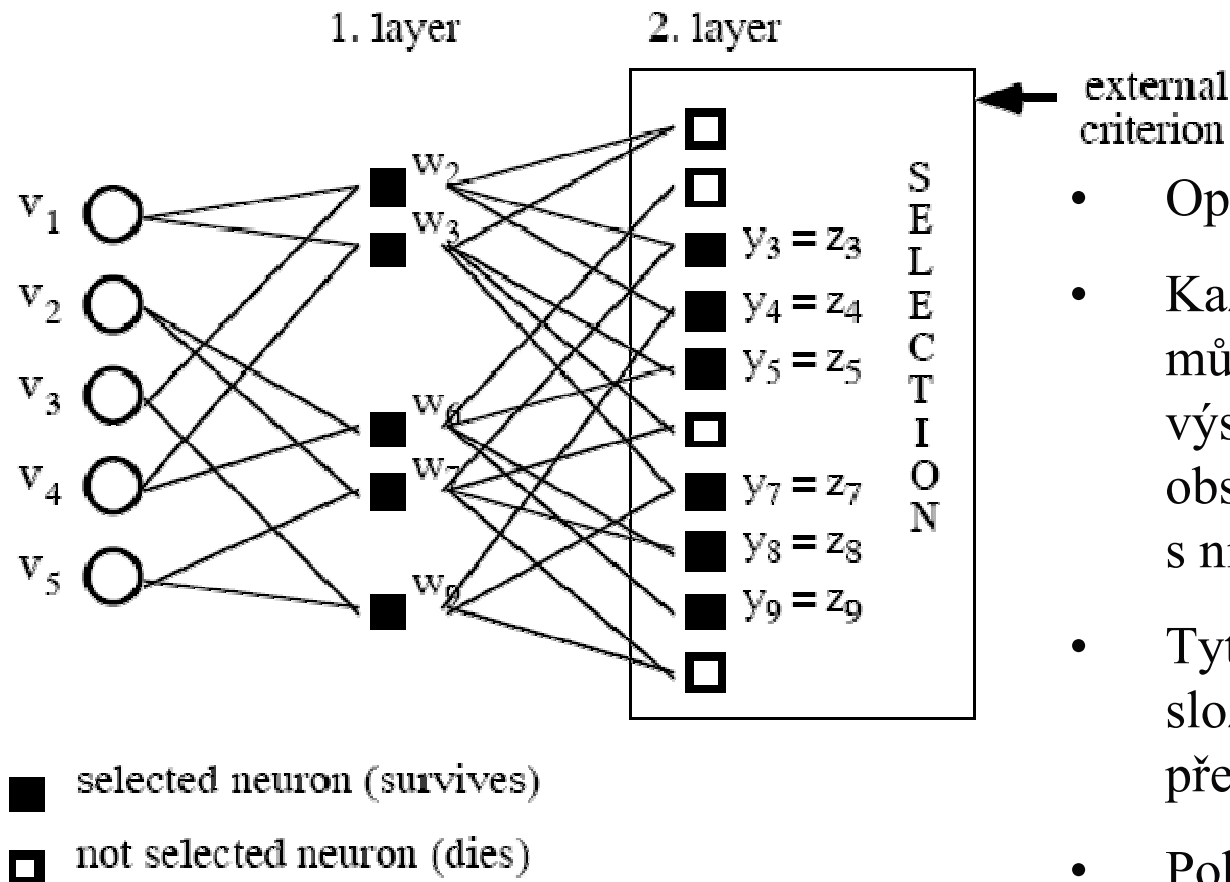 1. layer
2. layer
external
criterion
v1
v2
v3
v4
v5
w2
w3
w6
w7
w9
y3 = z3
y4 = z4
y5 = z5
y7 = z7
y8 = z8
y9 = z9
SELECTION
selected neuron (survives)
not selected neuron (dies)
• Op
•
mů
výs
obs
s
• Tyt
slo
pře
• Pol